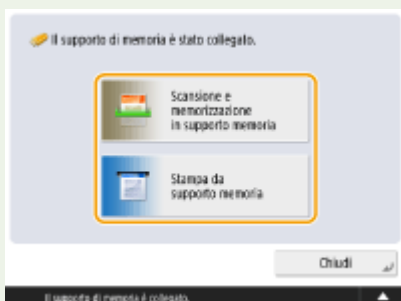 Il supporto di memoria è stato collegato.
Scansione e
memorizzazione
in supporto memoria
Stampa da
supporto memoria
Chiudi
Il supporto di memoria è collegato.